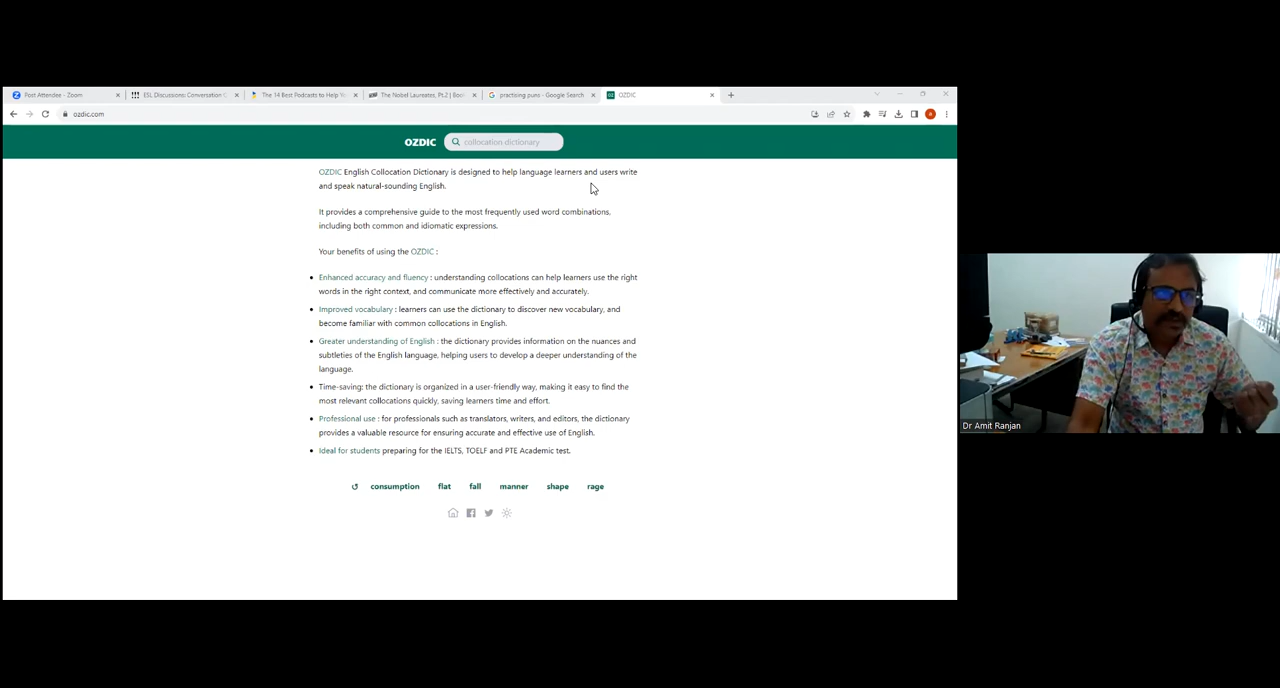 Post Attendee - Zoom
ESL Discussions: Conversation
The 14 Best Podcasts to Help Yo
The Nobel Laureates, Pt.2 | Boo
practising puns - Google Search
OZDIC
ozdic.com
a
OZDIC
collocation dictionary
OZDIC English Collocation Dictionary is designed to help language learners and users write
and speak natural-sounding English.
It provides a comprehensive guide to the most frequently used word combinations,
including both common and idiomatic expressions.
Your benefits of using the OZDIC :
Enhanced accuracy and fluency : understanding collocations can help learners use the right
words in the right context, and communicate more effectively and accurately.
Improved vocabulary : learners can use the dictionary to discover new vocabulary, and
become familiar with common collocations in English.
Greater understanding of English : the dictionary provides information on the nuances and
subtleties of the English language, helping users to develop a deeper understanding of the
language.
Time-saving: the dictionary is organized in a user-friendly way, making it easy to find the
most relevant collocations quickly, saving learners time and effort.
Professional use : for professionals such as translators, writers, and editors, the dictionary
provides a valuable resource for ensuring accurate and effective use of English.
Ideal for students preparing for the IELTS, TOELF and PTE Academic test.
consumption flat fall manner shape rage
Dr Amit Ranjan